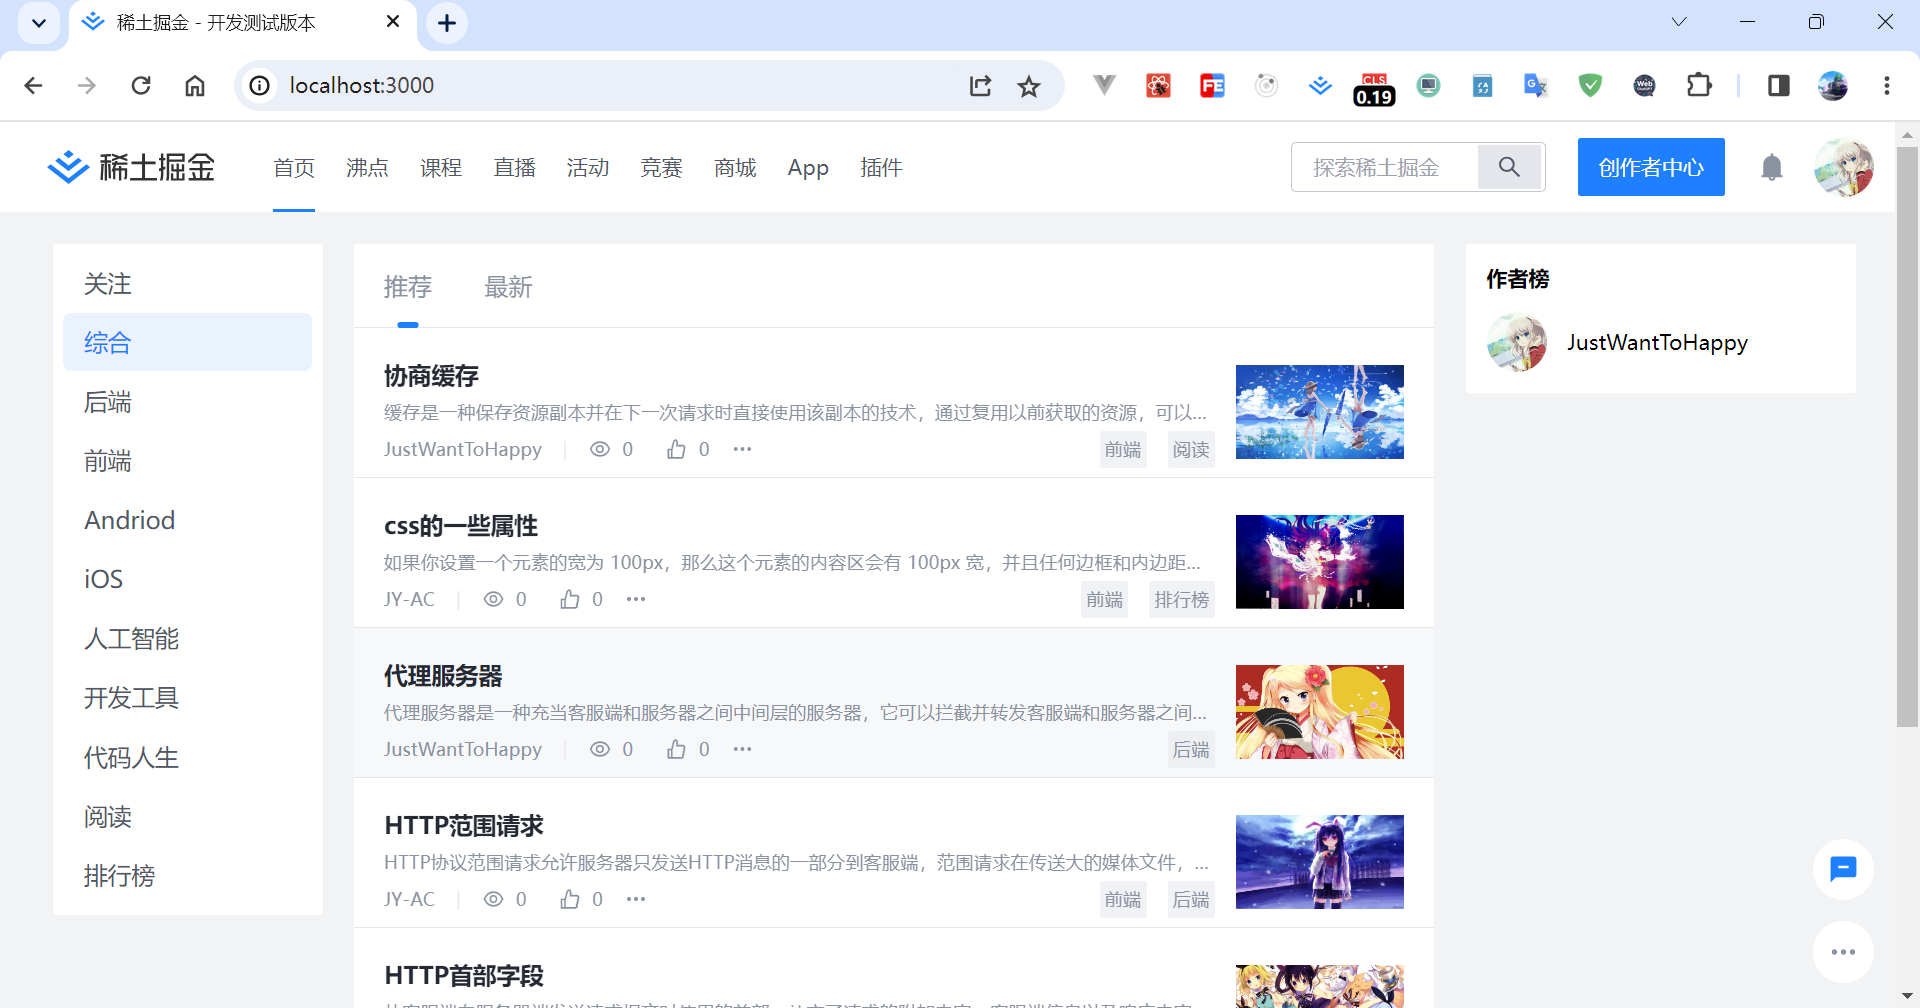 稀土掘金 - 开发测试版本
localhost:3000
FE
CLS
0.19
稀土掘金
首页 沸点 课程 直播 活动 竞赛 商城 App 插件
探索稀土掘金
创作者中心
关注
综合
后端
前端
Andriod
iOS
人工智能
开发工具
代码人生
阅读
排行榜
推荐 最新
协商缓存
缓存是一种保存资源副本并在下一次请求时直接使用该副本的技术，通过复用以前获取的资源，可以...
JustWantToHappy 0 0 ... 前端 阅读
css的一些属性
如果你设置一个元素的宽为 100px，那么这个元素的内容区会有 100px 宽，并且任何边框和内边距...
JY-AC 0 0 ... 前端 排行榜
代理服务器
代理服务器是一种充当客服端和服务器之间中间层的服务器，它可以拦截并转发客服端和服务器之间...
JustWantToHappy 0 0 ... 后端
HTTP范围请求
HTTP协议范围请求允许服务器只发送HTTP消息的一部分到客服端，范围请求在传送大的媒体文件，...
JY-AC 0 0 ... 前端 后端
HTTP首部字段
作者榜
JustWantToHappy